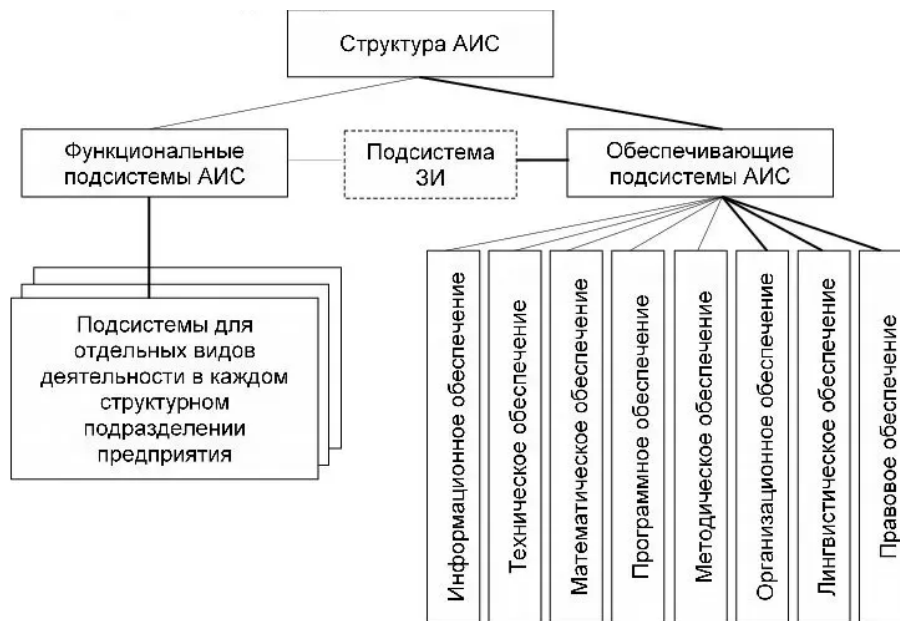 Структура АИС
Функциональные
подсистемы АИС
Подсистема
ЗИ
Обеспечивающие
подсистемы АИС
Подсистемы для
отдельных видов
деятельности в каждом
структурном
подразделении
предприятия
Информационное обеспечение
Техническое обеспечение
Математическое обеспечение
Программное обеспечение
Методическое обеспечение
Организационное обеспечение
Лингвистическое обеспечение
Правовое обеспечение